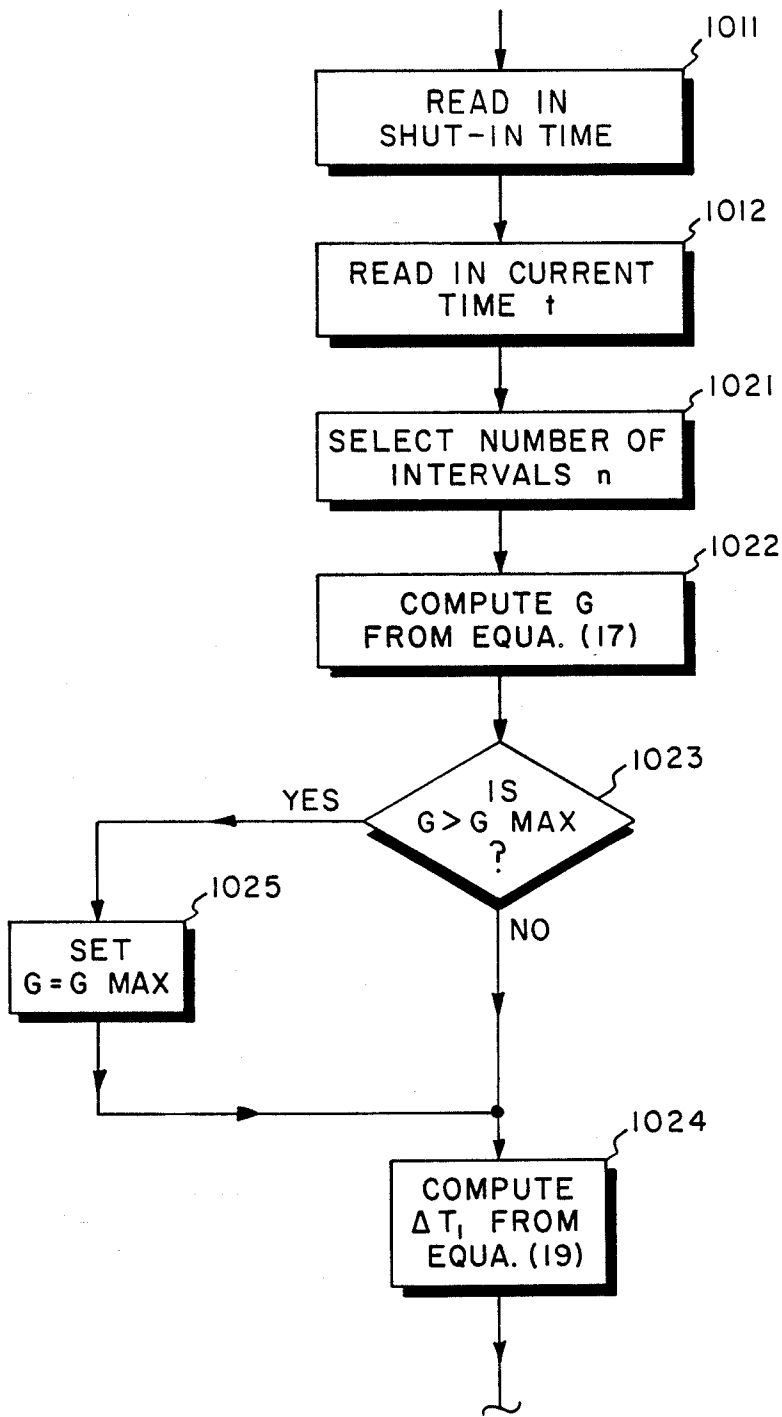 1011
READ IN
SHUT-IN TIME
1012
READ IN CURRENT
TIME t
1021
SELECT NUMBER OF
INTERVALS n
1022
COMPUTE G
FROM EQUA. (17)
1023
IS
G > G MAX
?
YES
NO
1025
SET
G = G MAX
1024
COMPUTE
ΔT₁ FROM
EQUA. (19)